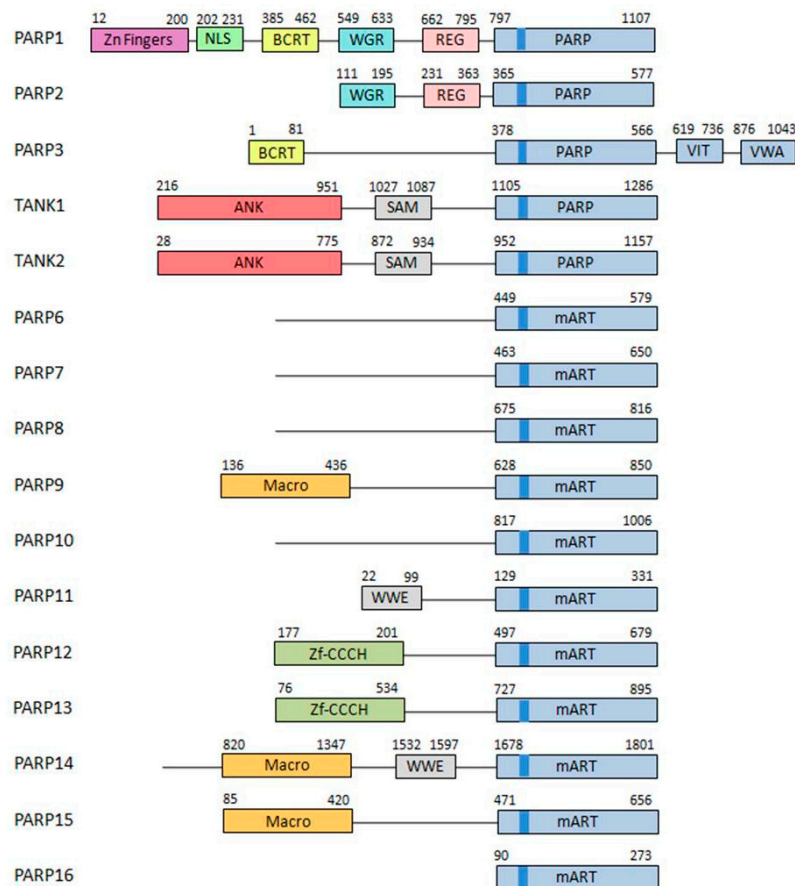 12 200 202 231 385 462 549 633 662 795 797 1107
PARP1 Zn Fingers NLS BCRT WGR REG PARP
111 195 231 363 365 577
PARP2 WGR REG PARP
1 81 378 566 619 736 876 1043
PARP3 BCRT PARP VIT VWA
216 951 1027 1087 1105 1286
TANK1 ANK SAM PARP
28 775 872 934 952 1157
TANK2 ANK SAM PARP
449 579
PARP6 mART
463 650
PARP7 mART
675 816
PARP8 mART
136 436 628 850
PARP9 Macro mART
817 1006
PARP10 mART
22 99 129 331
PARP11 WWE mART
177 201 497 679
PARP12 Zf-CCCH mART
76 534 727 895
PARP13 Zf-CCCH mART
820 1347 1532 1597 1678 1801
PARP14 Macro WWE mART
85 420 471 656
PARP15 Macro mART
90 273
PARP16 mART